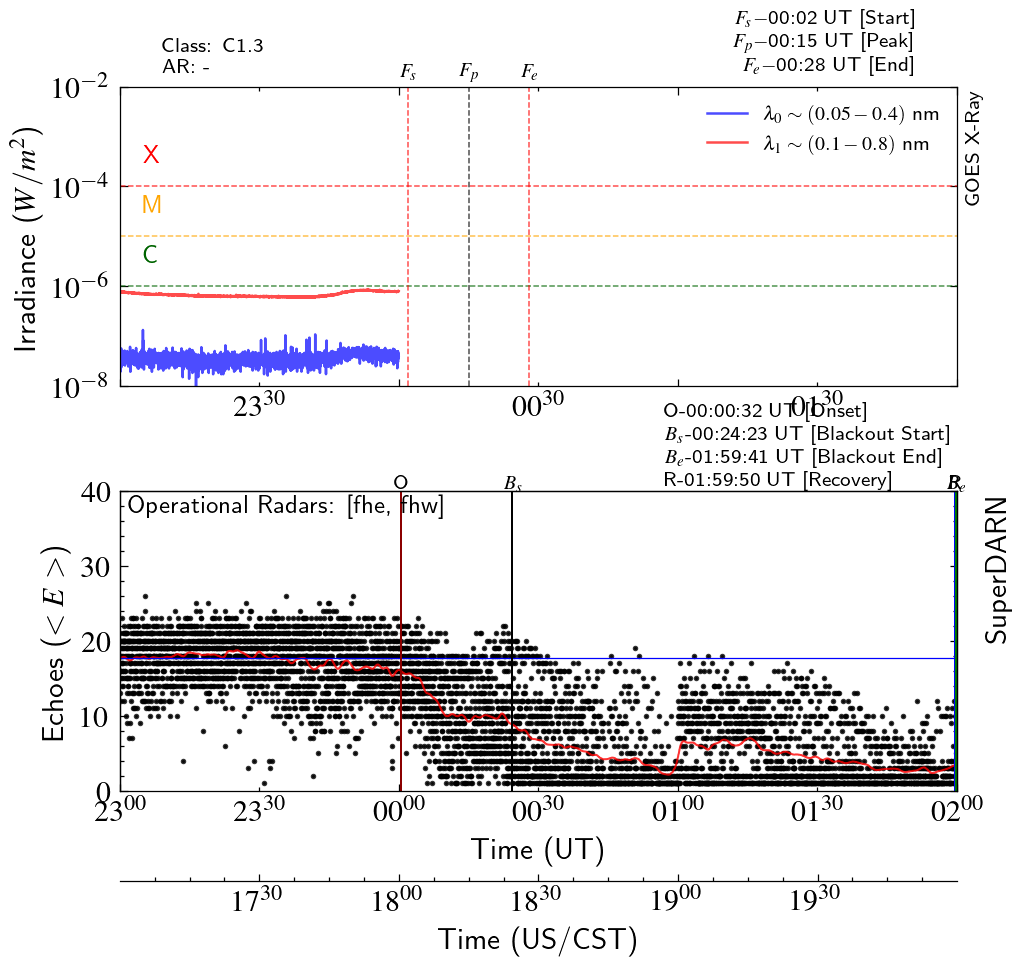 Class: C1.3
AR: -
F_s−00:02 UT [Start]
F_p−00:15 UT [Peak]
F_e−00:28 UT [End]
F_s F_p F_e
10^−2
10^−4
10^−6
10^−8
Irradiance (W/m^2)
X
M
C
λ_0 ∼ (0.05 − 0.4) nm
λ_1 ∼ (0.1 − 0.8) nm
GOES X-Ray
23^30 00^30 01^30
O-00:00:32 UT [Onset]
B_s-00:24:23 UT [Blackout Start]
B_e-01:59:41 UT [Blackout End]
R-01:59:50 UT [Recovery]
O B_s B_e R
Operational Radars: [fhe, fhw]
40
30
20
10
0
Echoes (< E >)
SuperDARN
23^00 23^30 00^00 00^30 01^00 01^30 02^00
Time (UT)
17^30 18^00 18^30 19^00 19^30
Time (US/CST)